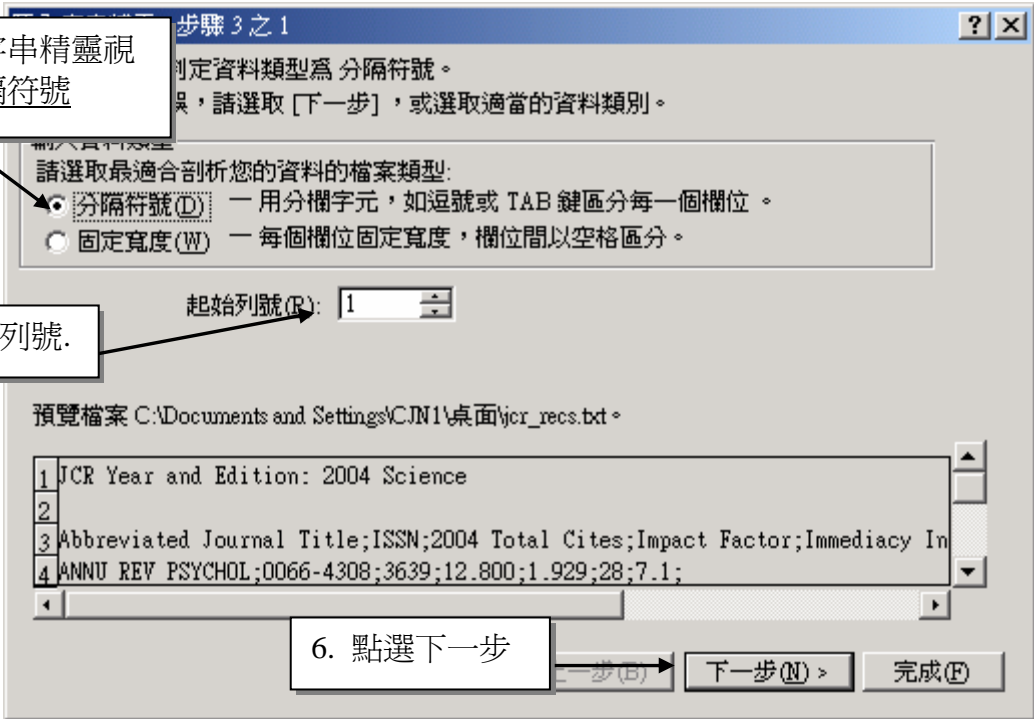 步驟 3 之 1
字串精靈視
隔符號
判定資料類型為 分隔符號。
誤，請選取 [下一步] ，或選取適當的資料類別。
輸入資料類型
請選取最適合剖析您的資料的檔案類型:
分隔符號(D) — 用分欄字元，如逗號或 TAB 鍵區分每一個欄位 。
固定寬度(W) — 每個欄位固定寬度，欄位間以空格區分。
起始列號(R): 1
列號.
預覽檔案 C:\Documents and Settings\CJN1\桌面\jcr_recs.txt。
1 JCR Year and Edition: 2004 Science
2
3 Abbreviated Journal Title;ISSN;2004 Total Cites;Impact Factor;Immediacy In
4 ANNU REV PSYCHOL;0066-4308;3639;12.800;1.929;28;7.1;
6. 點選下一步
上一步(B) 下一步(N) > 完成(F)